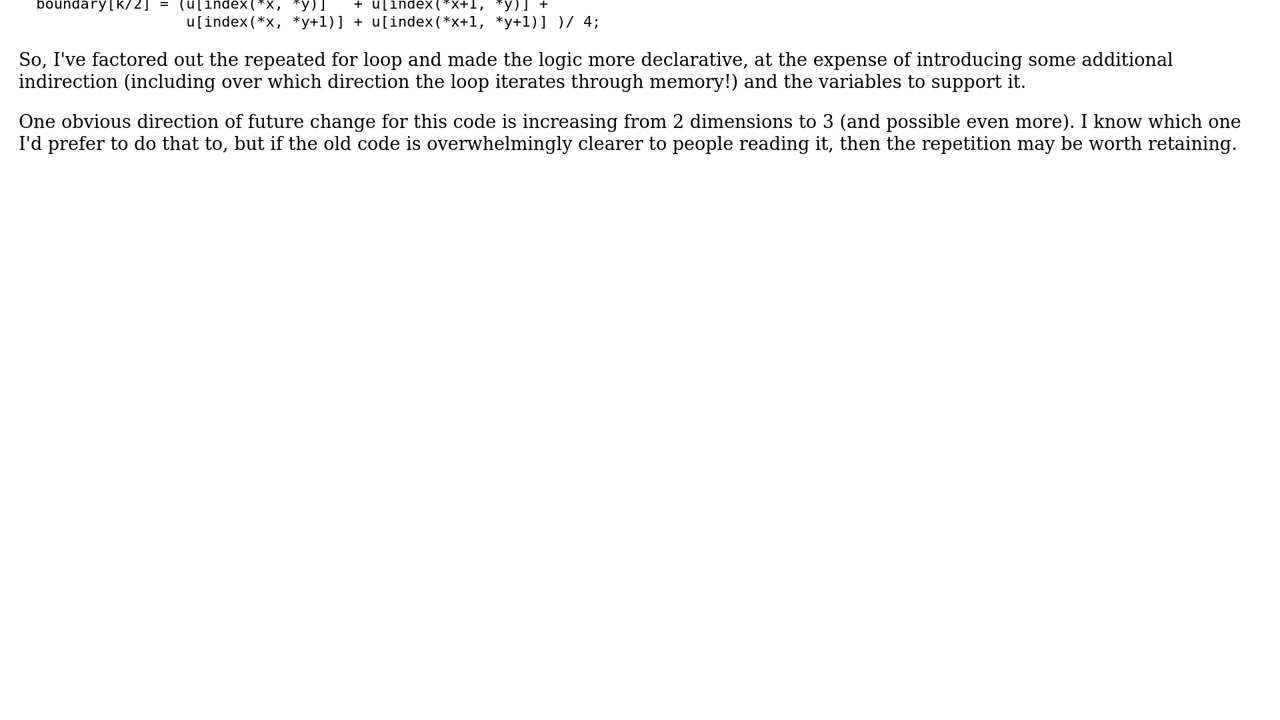 boundary[k/2] = (u[index(*x, *y)]   + u[index(*x+1, *y)] +
u[index(*x, *y+1)] + u[index(*x+1, *y+1)] )/ 4;
So, I've factored out the repeated for loop and made the logic more declarative, at the expense of introducing some additional
indirection (including over which direction the loop iterates through memory!) and the variables to support it.
One obvious direction of future change for this code is increasing from 2 dimensions to 3 (and possible even more). I know which one
I'd prefer to do that to, but if the old code is overwhelmingly clearer to people reading it, then the repetition may be worth retaining.